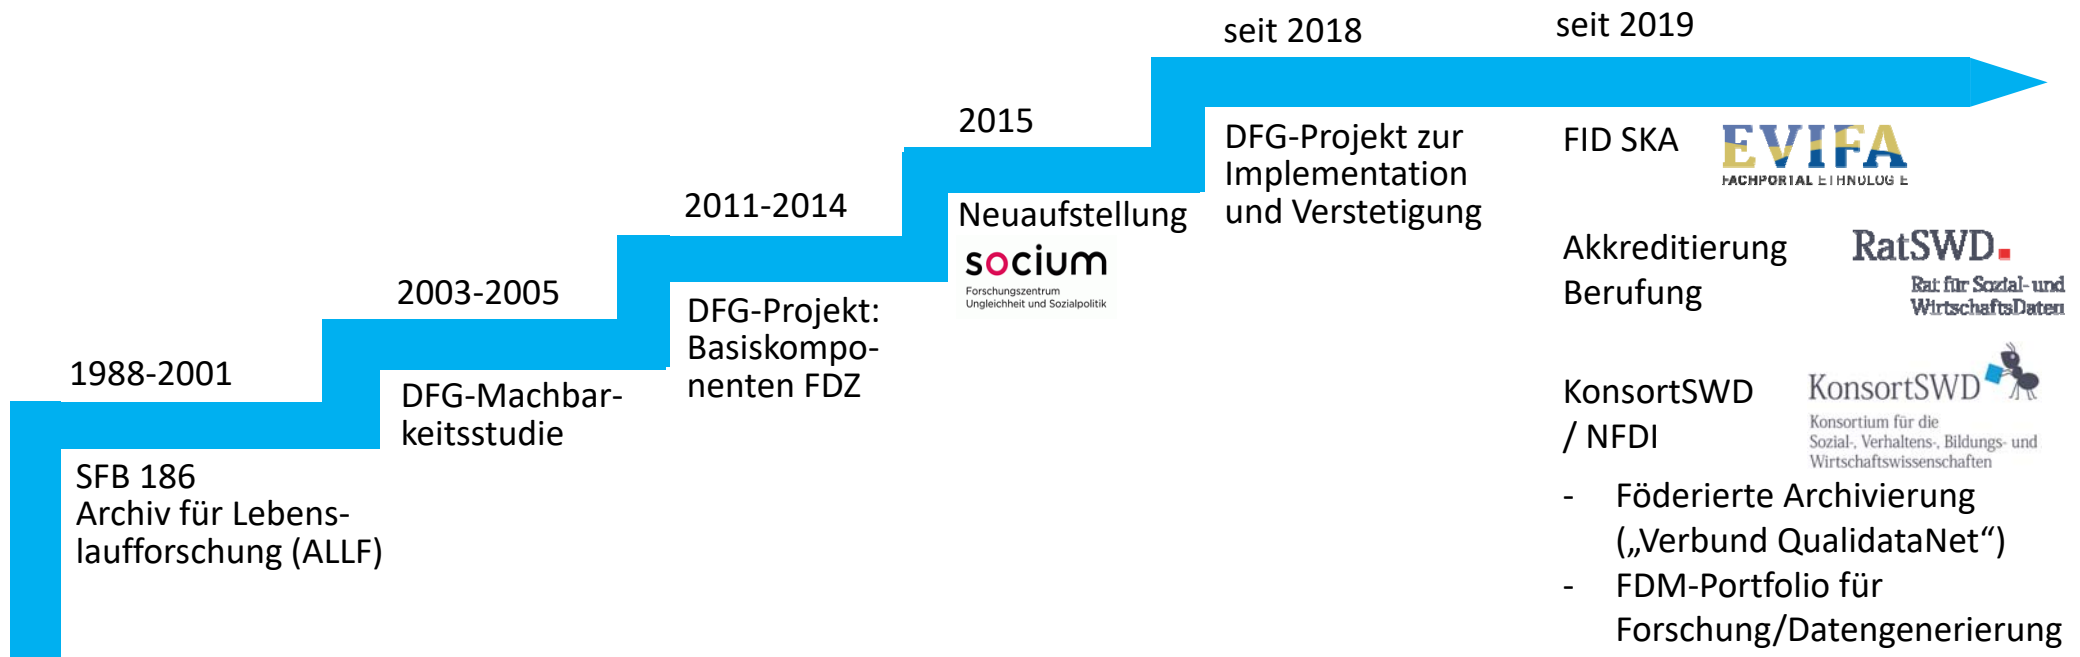 1988-2001
SFB 186
Archiv für Lebens-
laufforschung (ALLF)
2003-2005
DFG-Machbar-
keitsstudie
2011-2014
DFG-Projekt:
Basiskompo-
nenten FDZ
2015
Neuaufstellung
socium
Forschungszentrum
Ungleichheit und Sozialpolitik
seit 2018
DFG-Projekt zur
Implementation
und Verstetigung
seit 2019
FID SKA
EVIFA
FACHPORTAL ETHNOLOGIE
Akkreditierung
Berufung
RatSWD.
Rat für Sozial- und
WirtschaftsDaten
KonsortSWD
/ NFDI
KonsortSWD
Konsortium für die
Sozial-, Verhaltens-, Bildungs- und
Wirtschaftswissenschaften
- Föderierte Archivierung
(„Verbund QualidataNet“)
- FDM-Portfolio für
Forschung/Datengenerierung